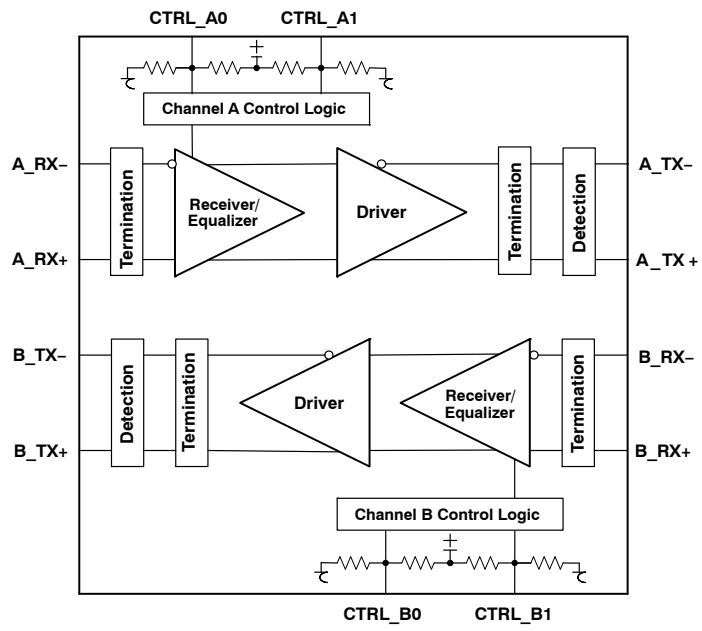 CTRL_A0 CTRL_A1
Channel A Control Logic
A_RX−
A_TX−
Termination
Receiver/
Equalizer
Driver
Termination
Detection
A_RX+
A_TX +
B_TX−
B_RX−
Detection
Termination
Driver
Receiver/
Equalizer
Termination
B_TX+
B_RX+
Channel B Control Logic
CTRL_B0 CTRL_B1